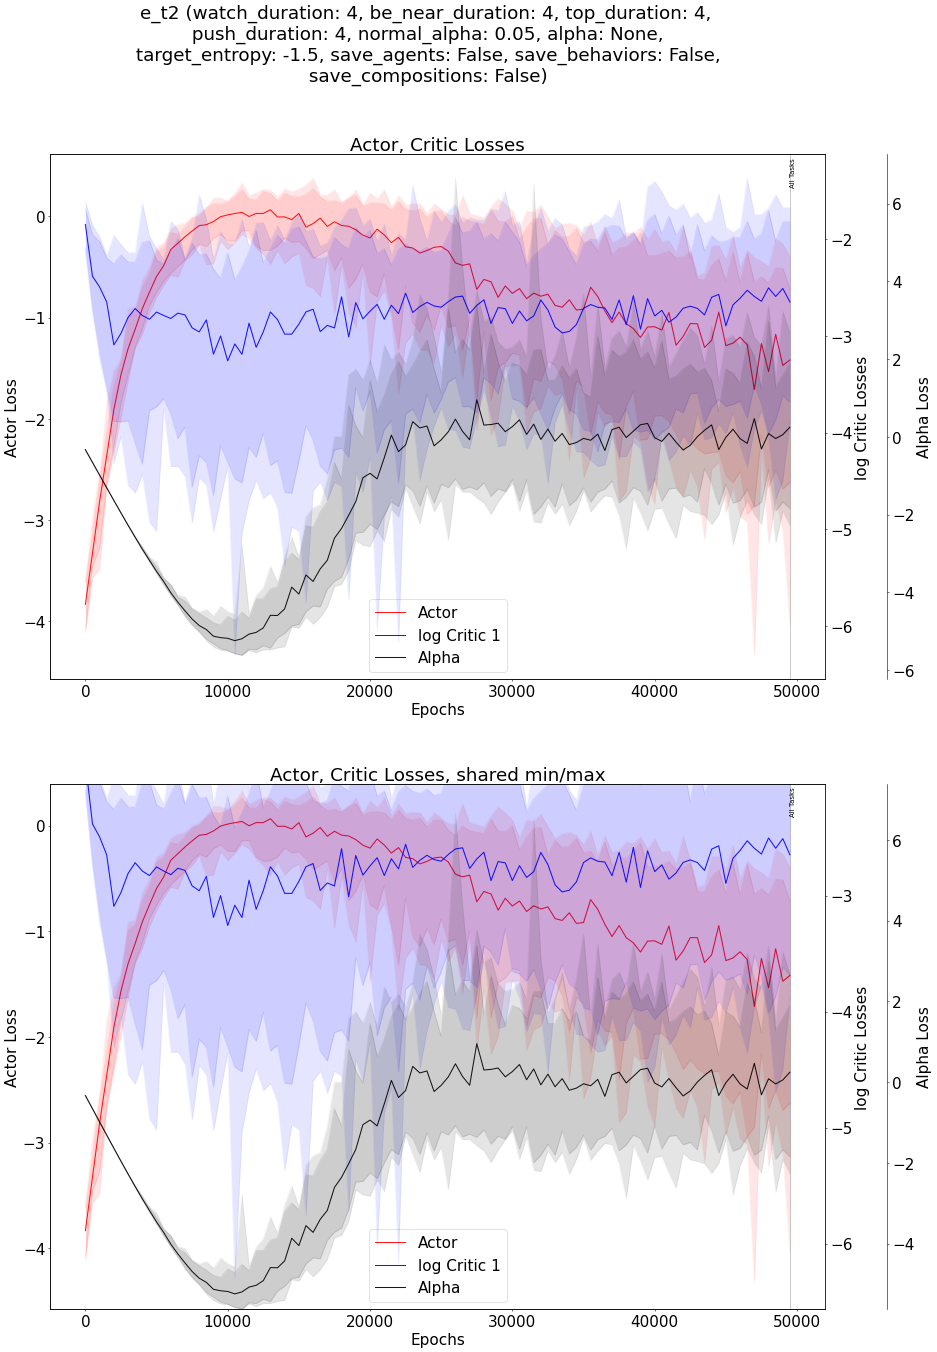 e_t2 (watch_duration: 4, be_near_duration: 4, top_duration: 4,
push_duration: 4, normal_alpha: 0.05, alpha: None,
target_entropy: -1.5, save_agents: False, save_behaviors: False,
save_compositions: False)
Actor, Critic Losses
All Tasks
0
−1
−2
−3
−4
Actor Loss
−2
−3
−4
−5
−6
log Critic Losses
6
4
2
0
−2
−4
−6
Alpha Loss
Actor
log Critic 1
Alpha
0 10000 20000 30000 40000 50000
Epochs
Actor, Critic Losses, shared min/max
All Tasks
0
−1
−2
−3
−4
Actor Loss
−3
−4
−5
−6
log Critic Losses
6
4
2
0
−2
−4
Alpha Loss
Actor
log Critic 1
Alpha
0 10000 20000 30000 40000 50000
Epochs